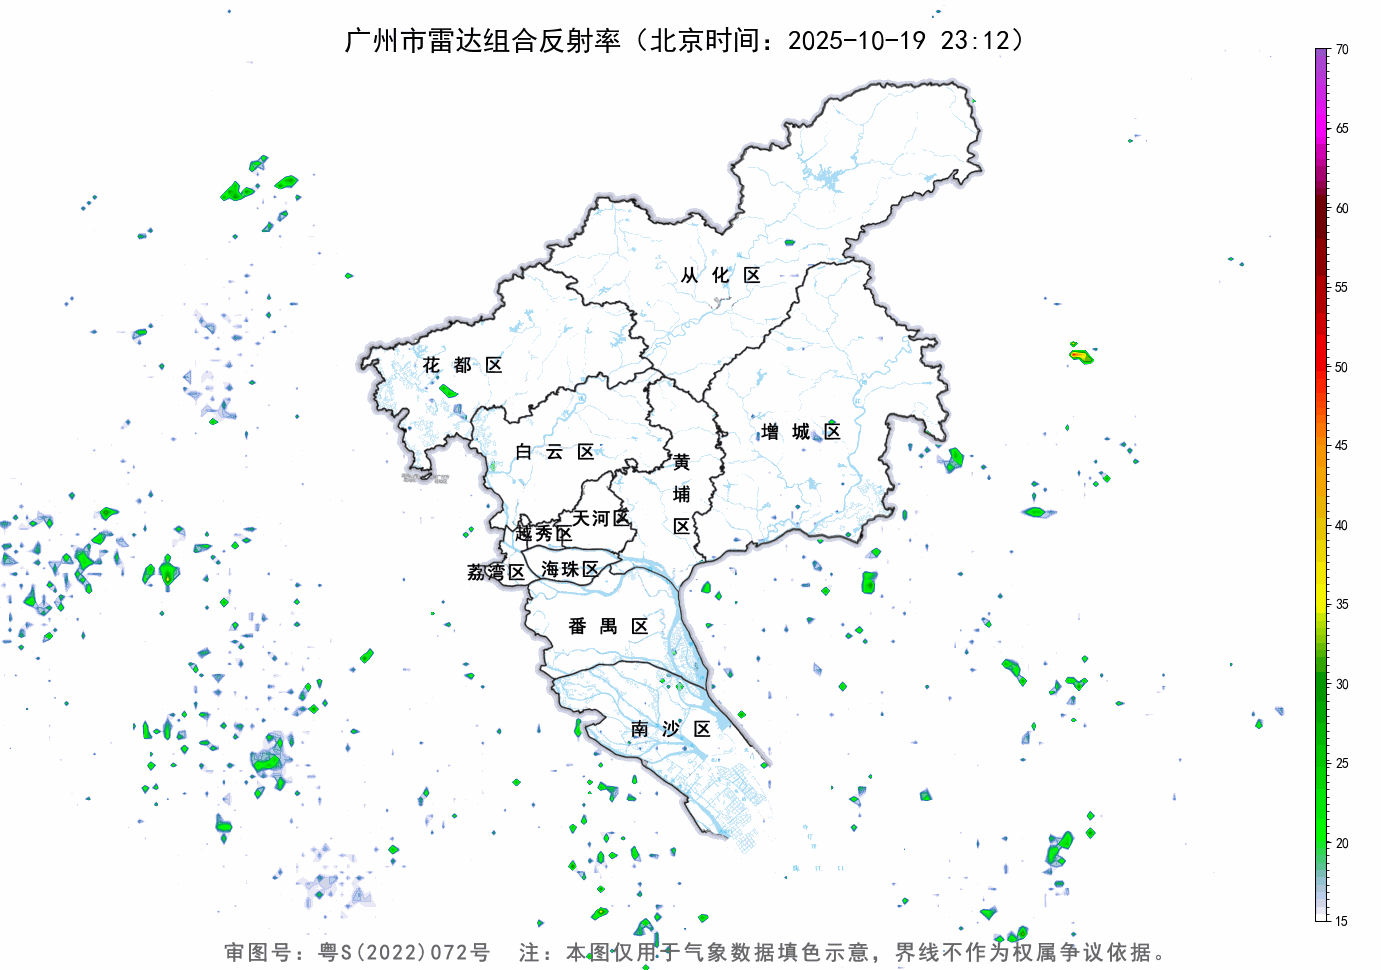 广州市雷达组合反射率（北京时间：2025-10-19 23:12）
70
65
60
55
50
45
40
35
30
25
20
15
从化区
花都区
增城区
白云区
黄埔区
天河区
越秀区
荔湾区
海珠区
番禺区
南沙区
审图号：粤S(2022)072号 注：本图仅用于气象数据填色示意，界线不作为权属争议依据。